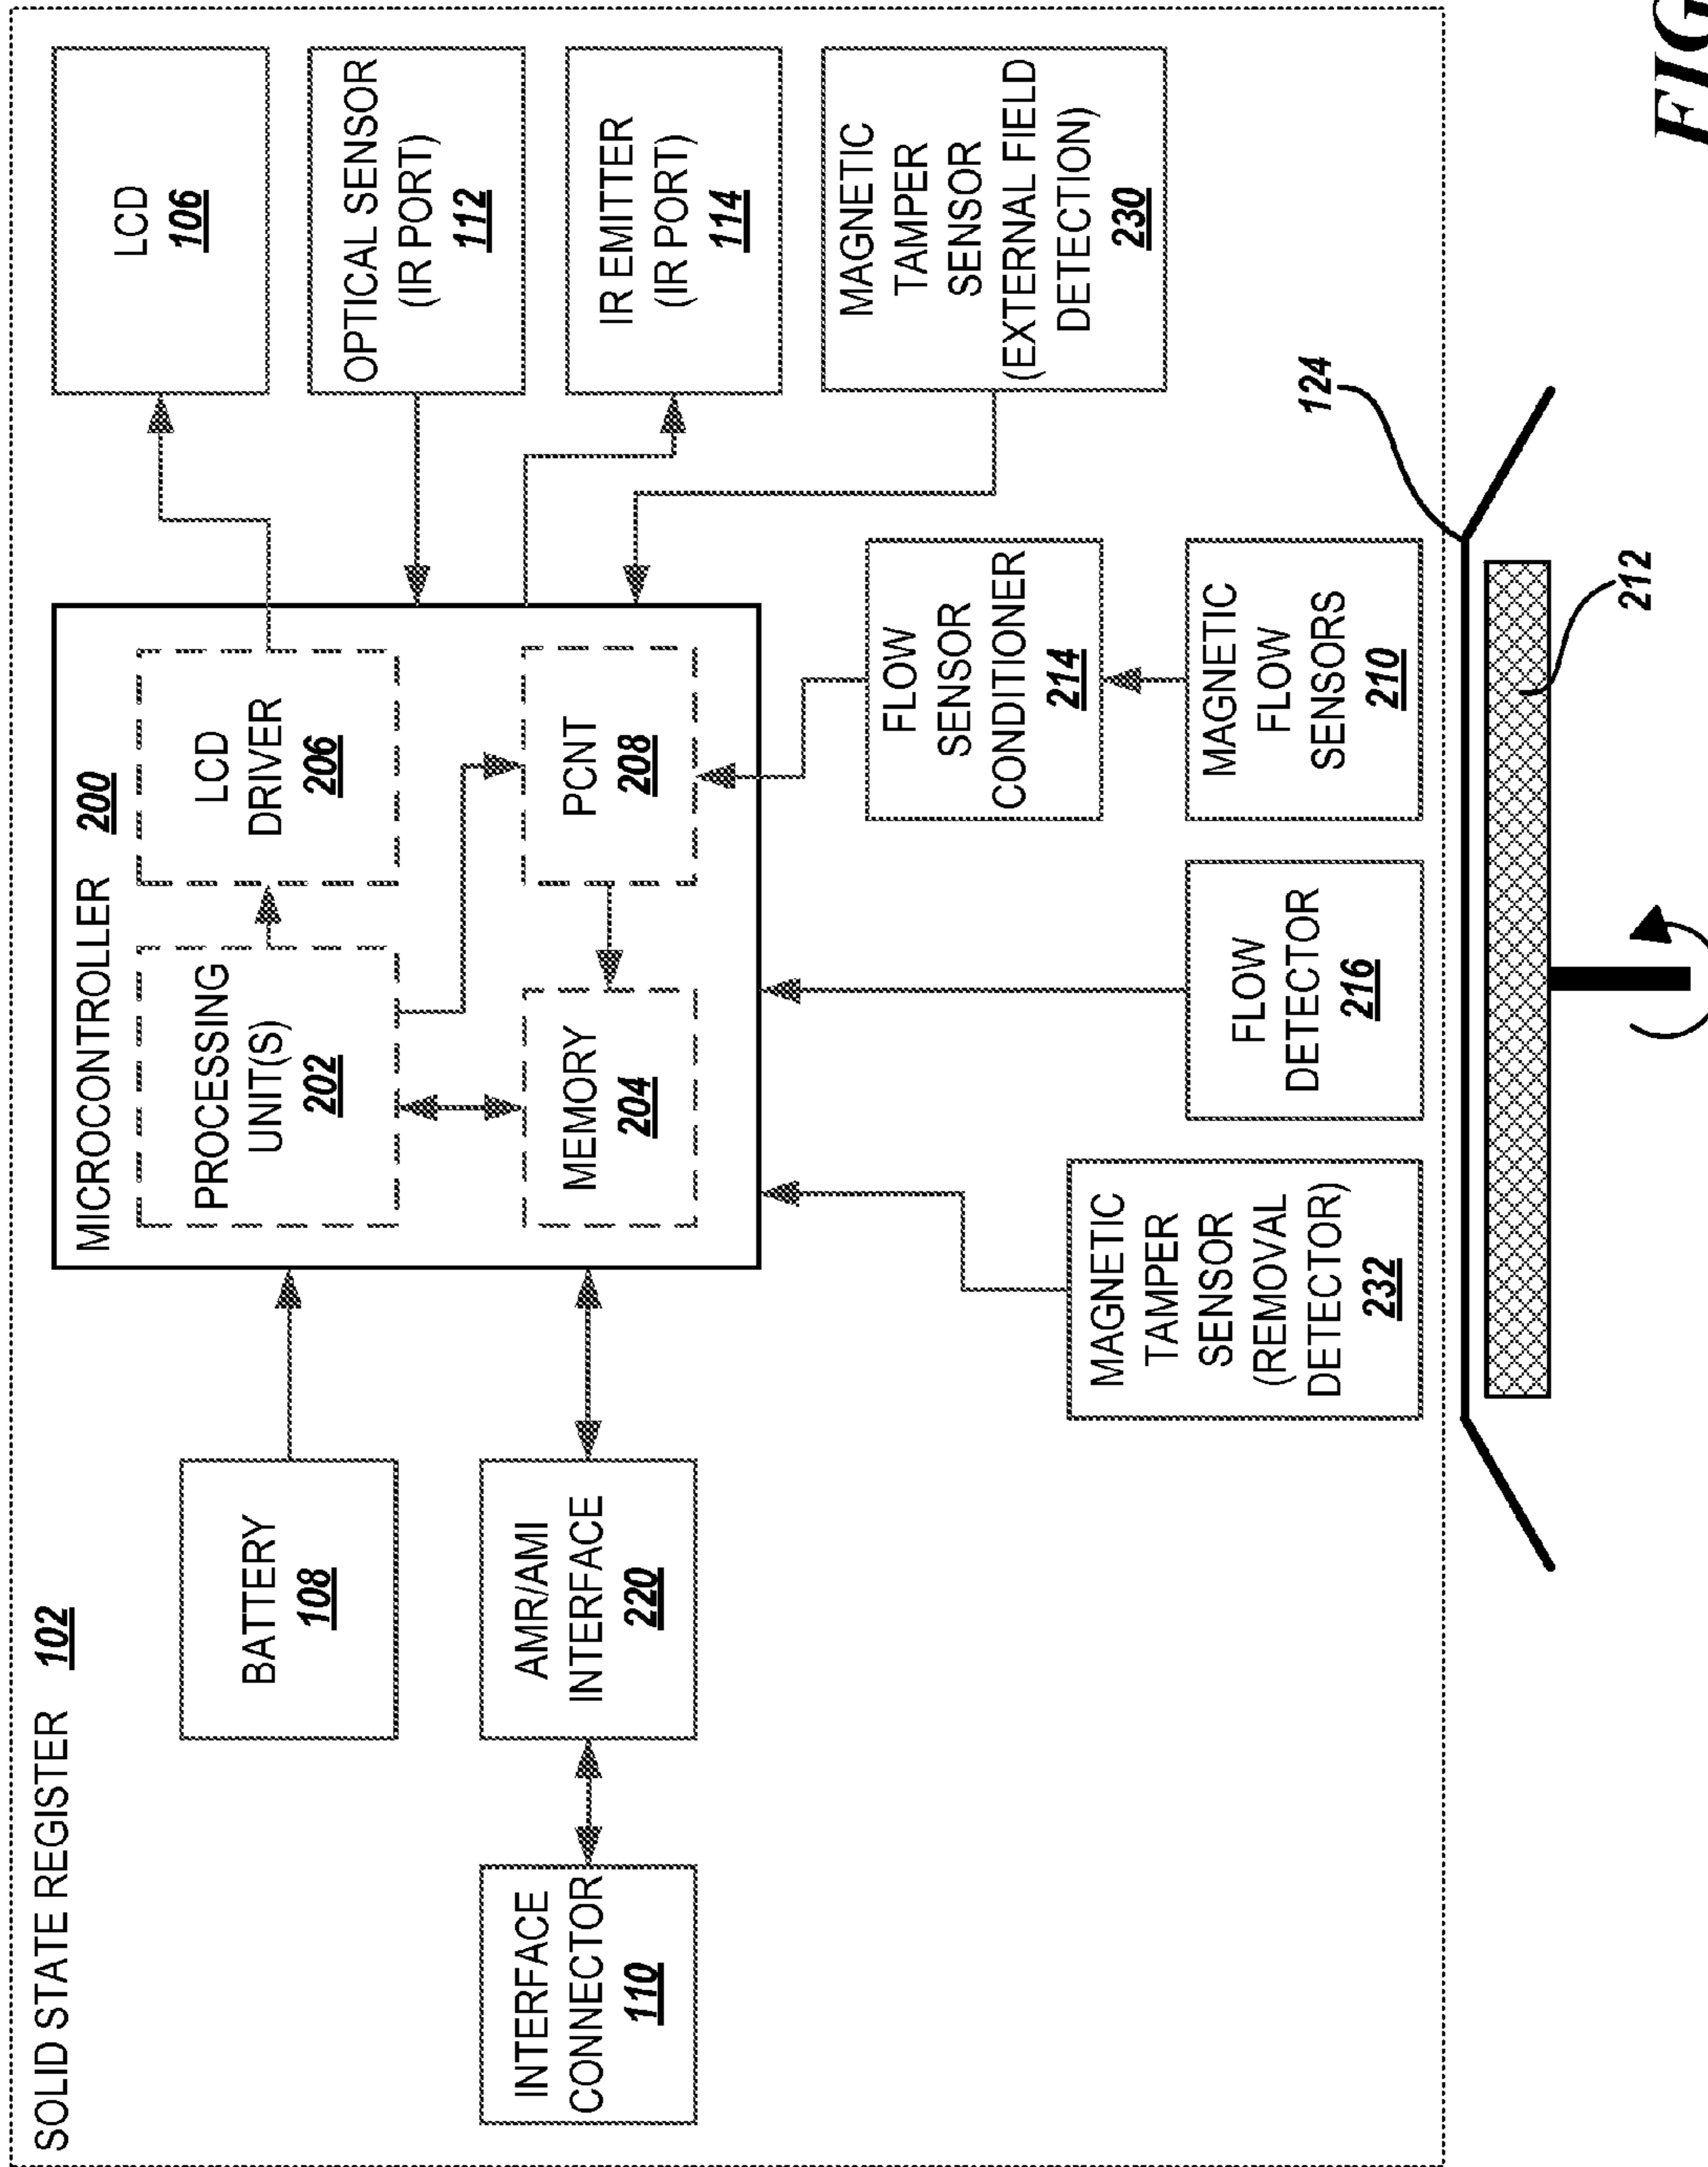 SOLID STATE REGISTER 102
MICROCONTROLLER 200
PROCESSING
UNIT(S)
202
LCD
DRIVER
206
MEMORY
204
PCNT
208
BATTERY
108
AMR/AMI
INTERFACE
220
INTERFACE
CONNECTOR
110
LCD
106
OPTICAL SENSOR
(IR PORT)
112
IR EMITTER
(IR PORT)
114
MAGNETIC
TAMPER
SENSOR
(EXTERNAL FIELD
DETECTION)
230
MAGNETIC
TAMPER
SENSOR
(REMOVAL
DETECTOR)
232
FLOW
DETECTOR
216
FLOW
SENSOR
CONDITIONER
214
MAGNETIC
FLOW
SENSORS
210
124
212
FIG